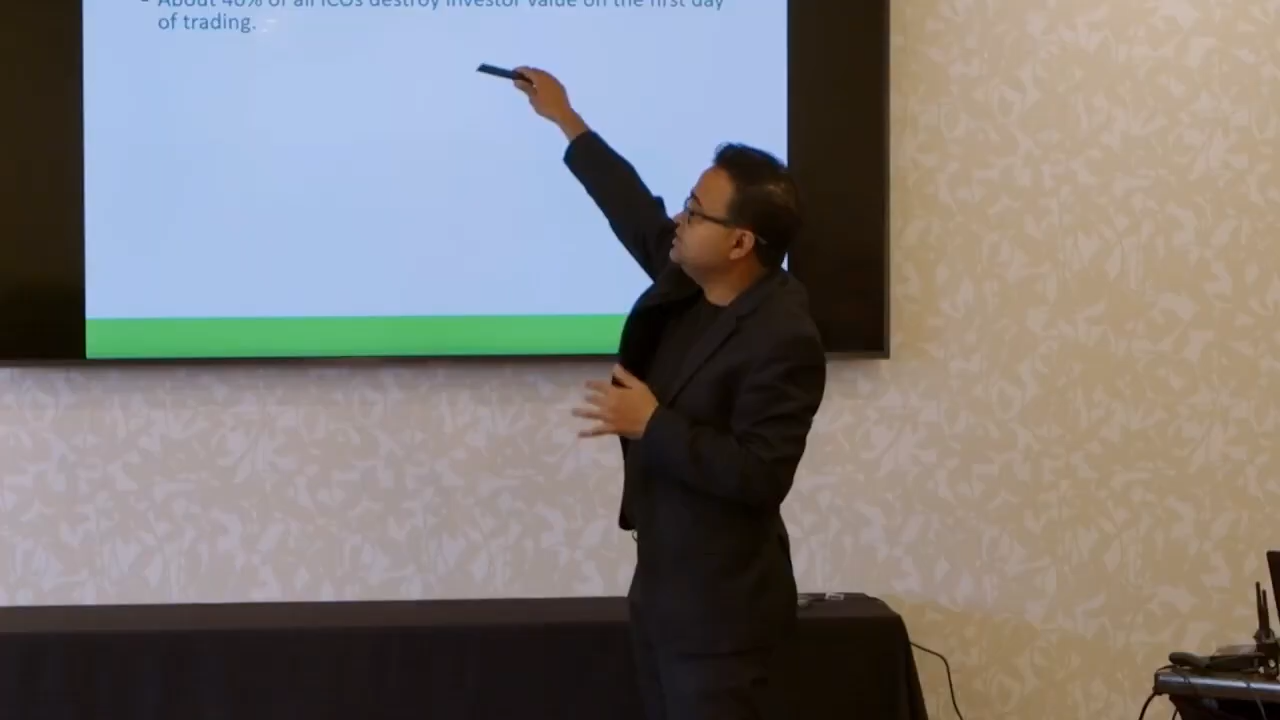 - About 40% of all ICOs destroy investor value on the first day
of trading.